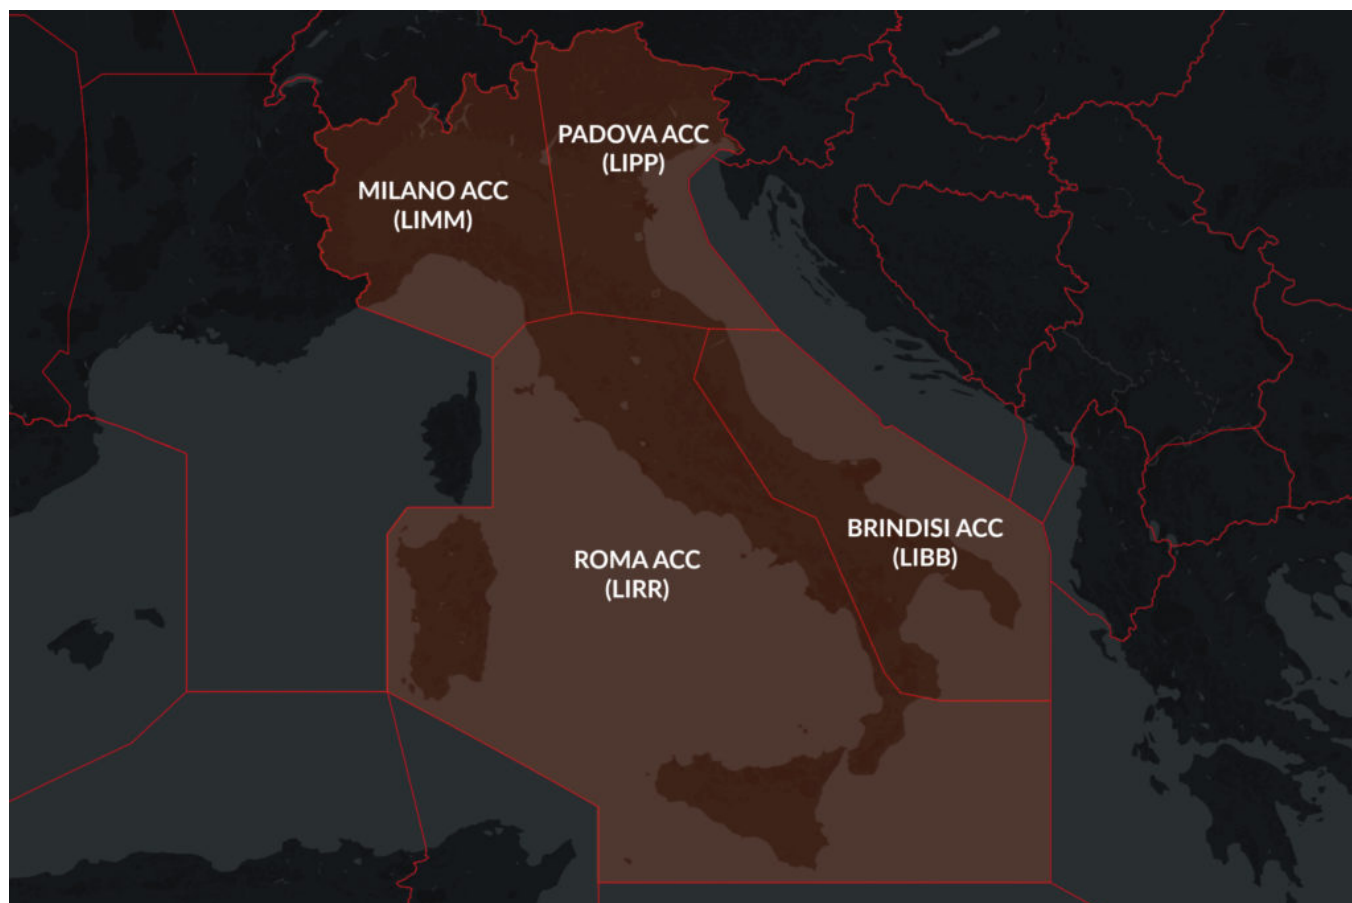 PADOVA ACC
(LIPP)
MILANO ACC
(LIMM)
BRINDISI ACC
(LIBB)
ROMA ACC
(LIRR)